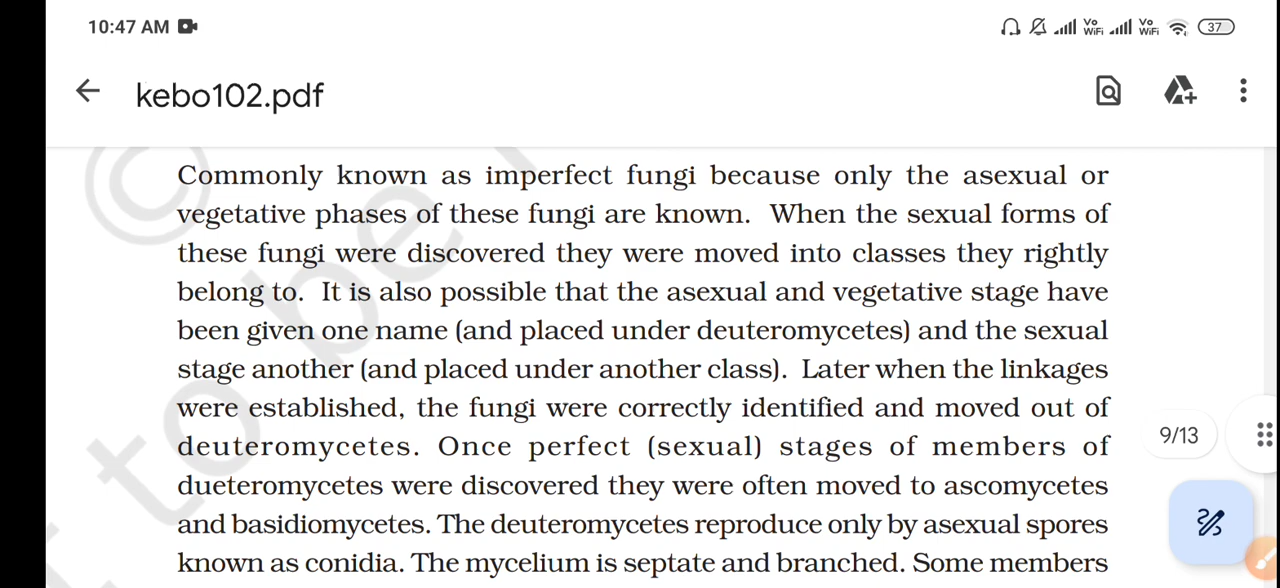 10:47 AM
Vo WiFi Vo WiFi 37
kebo102.pdf
Commonly known as imperfect fungi because only the asexual or
vegetative phases of these fungi are known. When the sexual forms of
these fungi were discovered they were moved into classes they rightly
belong to. It is also possible that the asexual and vegetative stage have
been given one name (and placed under deuteromycetes) and the sexual
stage another (and placed under another class). Later when the linkages
were established, the fungi were correctly identified and moved out of
deuteromycetes. Once perfect (sexual) stages of members of
dueteromycetes were discovered they were often moved to ascomycetes
and basidiomycetes. The deuteromycetes reproduce only by asexual spores
known as conidia. The mycelium is septate and branched. Some members
9/13
© to be